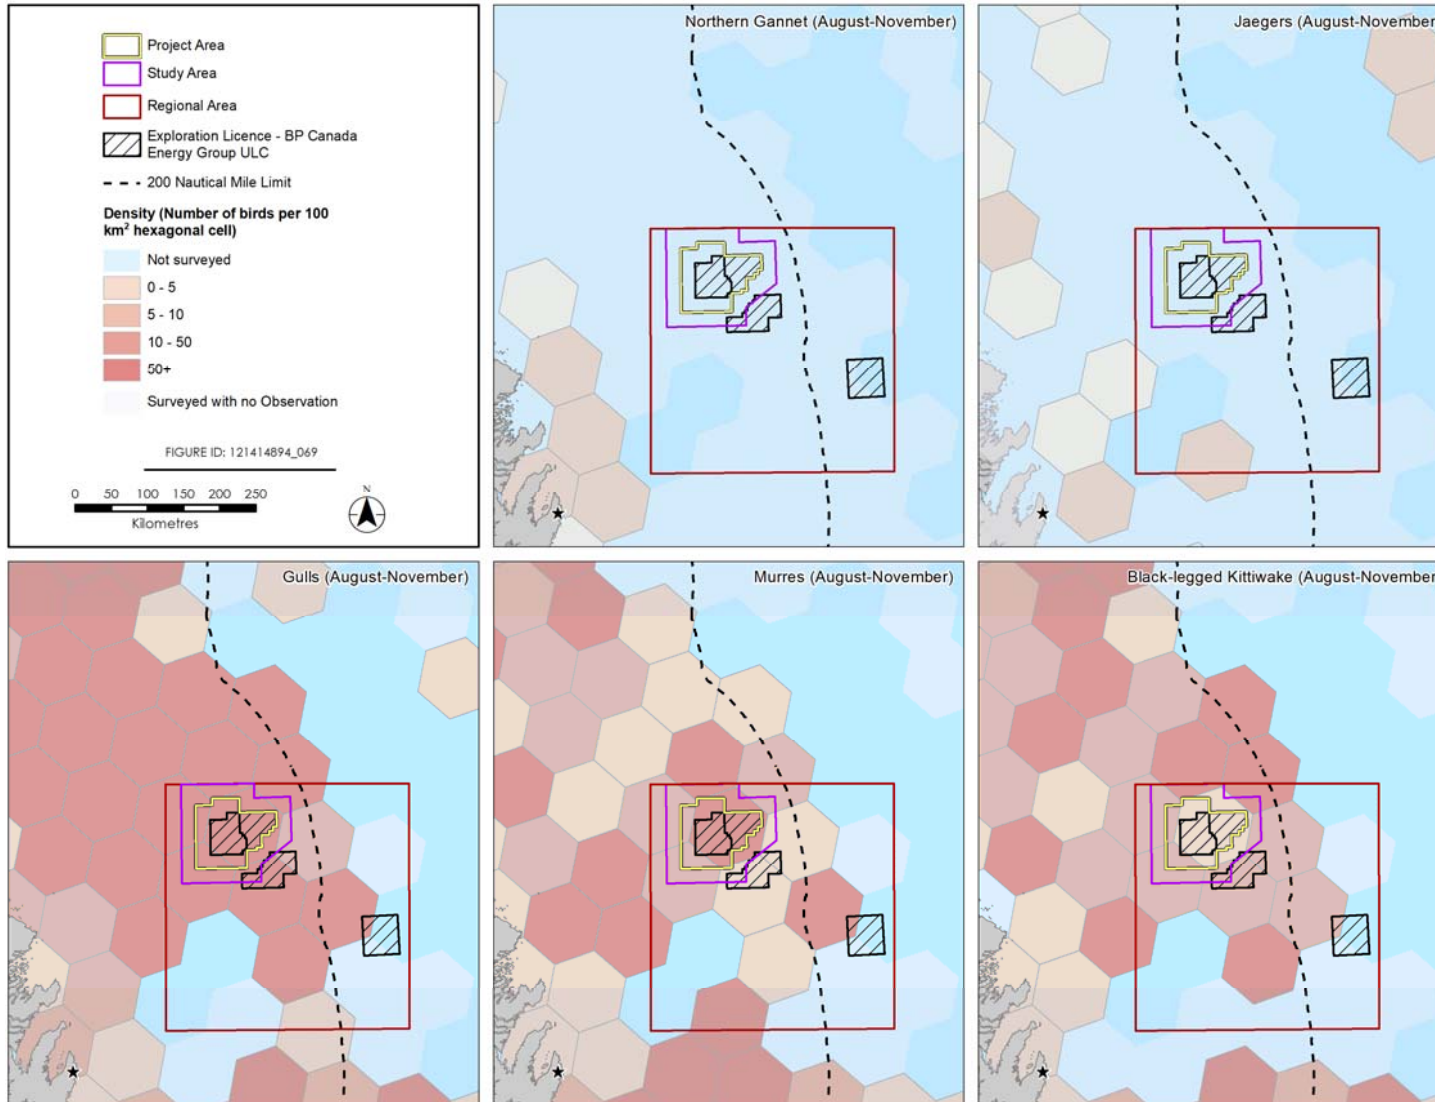 Project Area
Study Area
Regional Area
Exploration Licence - BP Canada
Energy Group ULC
200 Nautical Mile Limit
Density (Number of birds per 100
km² hexagonal cell)
Not surveyed
0 - 5
5 - 10
10 - 50
50+
Surveyed with no Observation
FIGURE ID: 121414894_069
0 50 100 150 200 250
Kilometres
N
Northern Gannet (August-November)
Jaegers (August-November)
Gulls (August-November)
Murres (August-November)
Black-legged Kittiwake (August-November)